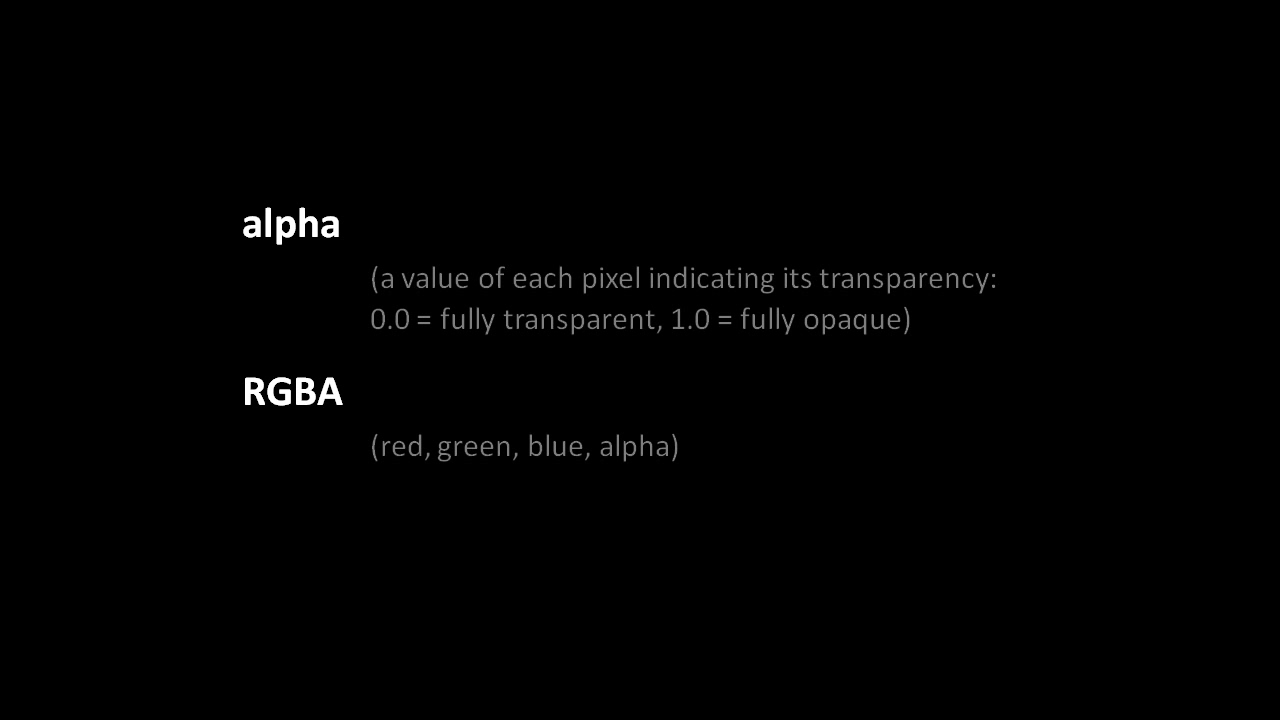 alpha
(a value of each pixel indicating its transparency:
0.0 = fully transparent, 1.0 = fully opaque)
RGBA
(red, green, blue, alpha)